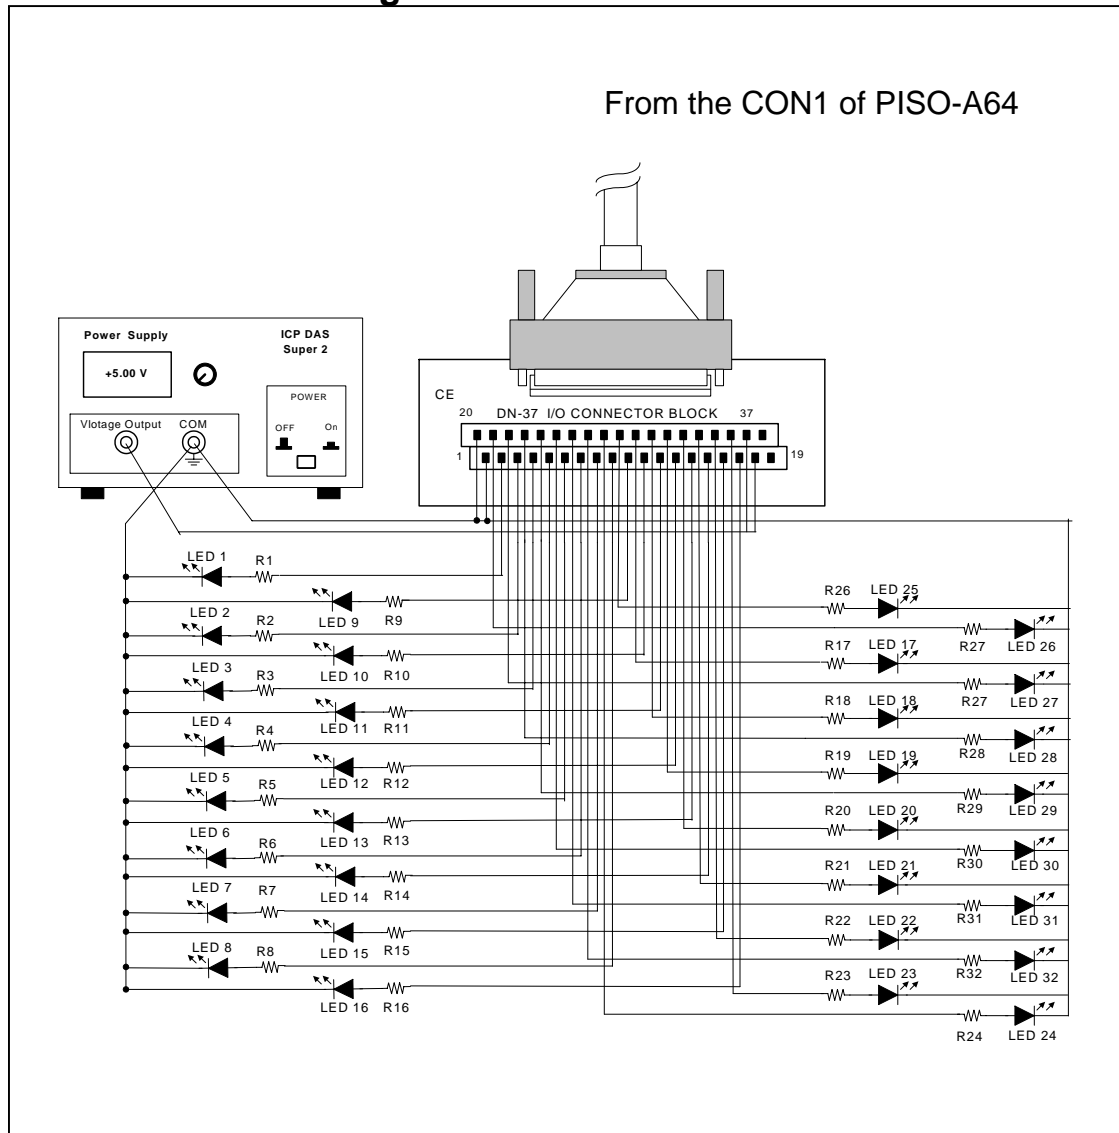 From the CON1 of PISO-A64
Power Supply
ICP DAS
Super 2
+5.00 V
POWER
OFF
On
Vlotage Output
COM
CE
20
DN-37 I/O CONNECTOR BLOCK
37
1
19
LED 1
R1
LED 9
R9
LED 2
R2
LED 10
R10
LED 3
R3
LED 11
R11
LED 4
R4
LED 12
R12
LED 5
R5
LED 13
R13
LED 6
R6
LED 14
R14
LED 7
R7
LED 15
R15
LED 8
R8
LED 16
R16
R26
LED 25
R27
LED 26
R17
LED 17
R27
LED 27
R18
LED 18
R28
LED 28
R19
LED 19
R29
LED 29
R20
LED 20
R30
LED 30
R21
LED 21
R31
LED 31
R22
LED 22
R32
LED 32
R23
LED 23
R24
LED 24